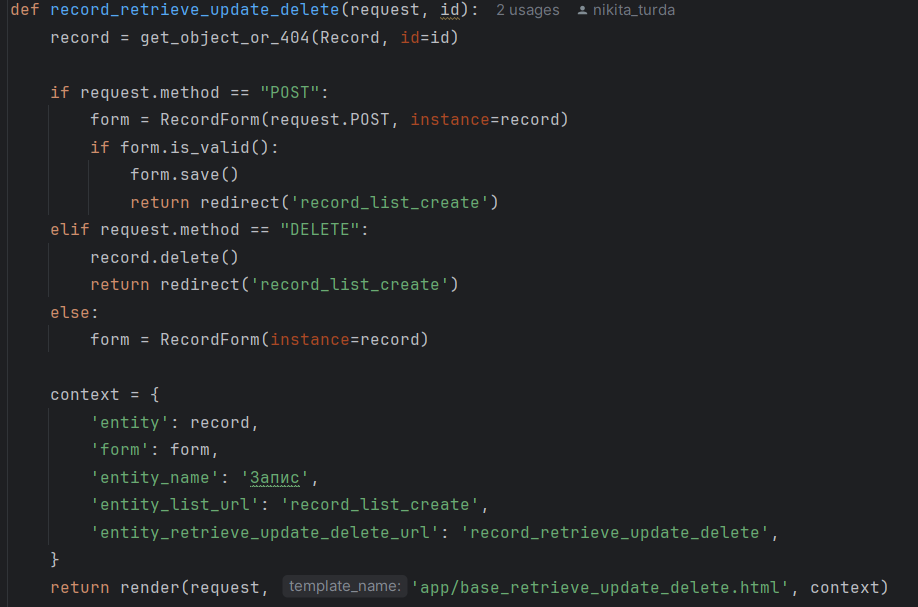 def record_retrieve_update_delete(request, id): 2 usages nikita_turda
record = get_object_or_404(Record, id=id)
if request.method == "POST":
form = RecordForm(request.POST, instance=record)
if form.is_valid():
form.save()
return redirect('record_list_create')
elif request.method == "DELETE":
record.delete()
return redirect('record_list_create')
else:
form = RecordForm(instance=record)
context = {
'entity': record,
'form': form,
'entity_name': 'Запис',
'entity_list_url': 'record_list_create',
'entity_retrieve_update_delete_url': 'record_retrieve_update_delete',
}
return render(request, template_name: 'app/base_retrieve_update_delete.html', context)